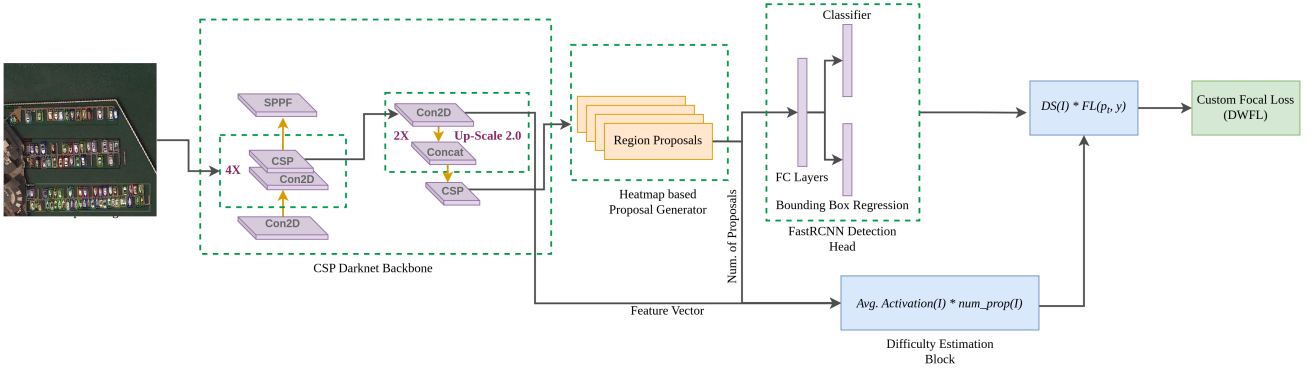 SPPF
CSP
4X
Con2D
Con2D
Con2D
2X
Up-Scale 2.0
Concat
CSP
CSP Darknet Backbone
Region Proposals
Heatmap based
Proposal Generator
Num. of Proposals
Feature Vector
Classifier
FC Layers
Bounding Box Regression
FastRCNN Detection
Head
Avg. Activation(I) * num_prop(I)
Difficulty Estimation
Block
DS(I) * FL(pt, y)
Custom Focal Loss
(DWFL)